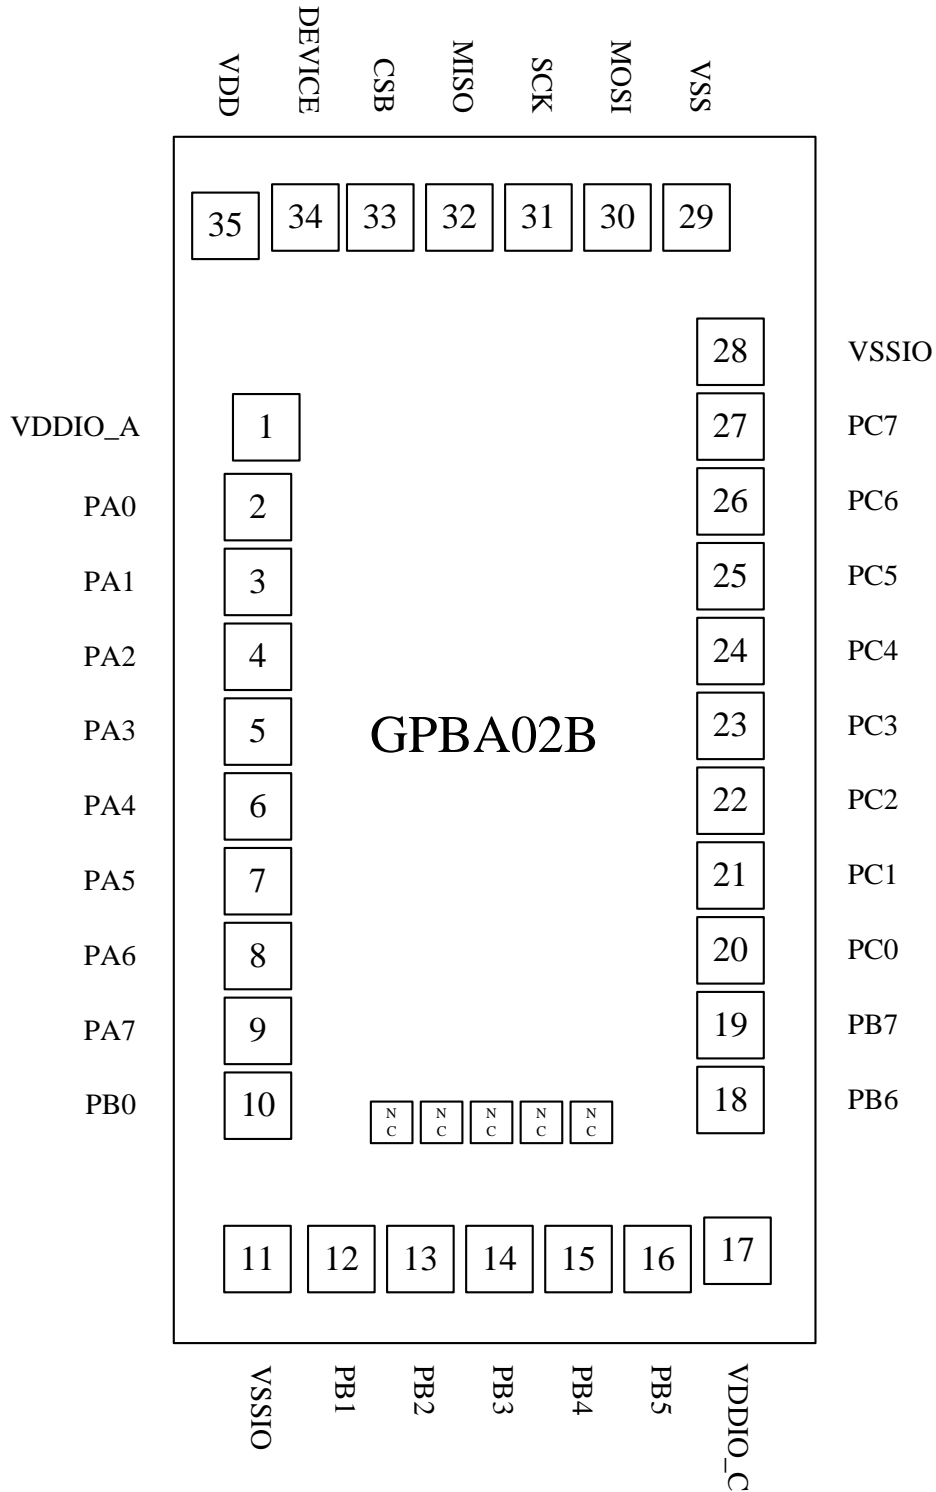 VDD DEVICE CSB MISO SCK MOSI VSS
35 34 33 32 31 30 29
28 VSSIO
VDDIO_A 1 27 PC7
PA0 2 26 PC6
PA1 3 25 PC5
PA2 4 24 PC4
PA3 5 GPBA02B 23 PC3
PA4 6 22 PC2
PA5 7 21 PC1
PA6 8 20 PC0
PA7 9 19 PB7
PB0 10 NC NC NC NC NC 18 PB6
11 12 13 14 15 16 17
VSSIO PB1 PB2 PB3 PB4 PB5 VDDIO_C